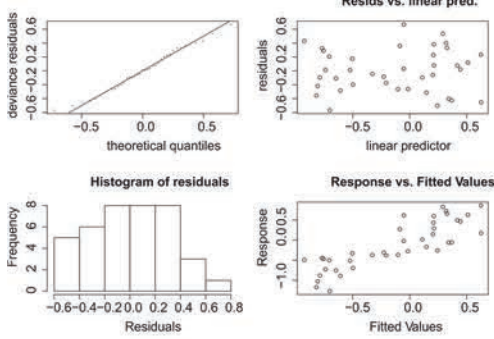 Resids vs. linear pred.
deviance residuals
0.6
0.2
−0.2
−0.6
−0.5
0.0
0.5
theoretical quantiles
residuals
0.6
0.2
−0.2
−0.6
−0.5
0.0
0.5
linear predictor
Histogram of residuals
Frequency
8
6
4
2
0
−0.6−0.4−0.2 0.0 0.2 0.4 0.6 0.8
Residuals
Response vs. Fitted Values
Response
0.5
0.0
−1.0
−0.5
0.0
0.5
Fitted Values